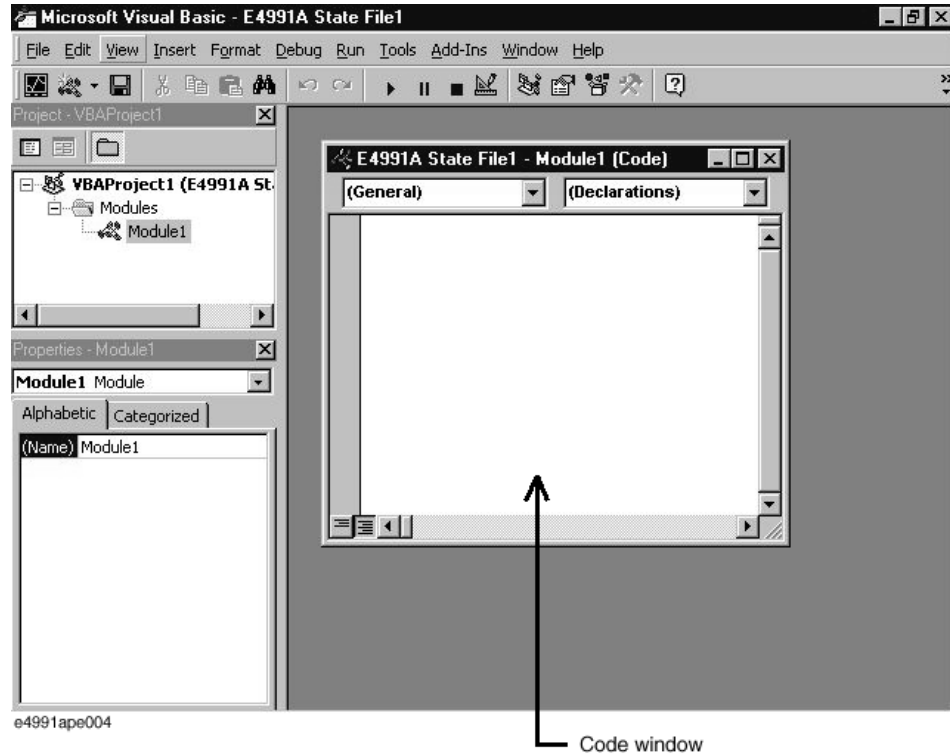 Microsoft Visual Basic - E4991A State File1
File Edit View Insert Format Debug Run Tools Add-Ins Window Help
Project - VBAProject1
VBAProject1 (E4991A St
Modules
Module1
Properties - Module1
Module1 Module
Alphabetic Categorized
(Name) Module1
E4991A State File1 - Module1 (Code)
(General) (Declarations)
e4991ape004
Code window